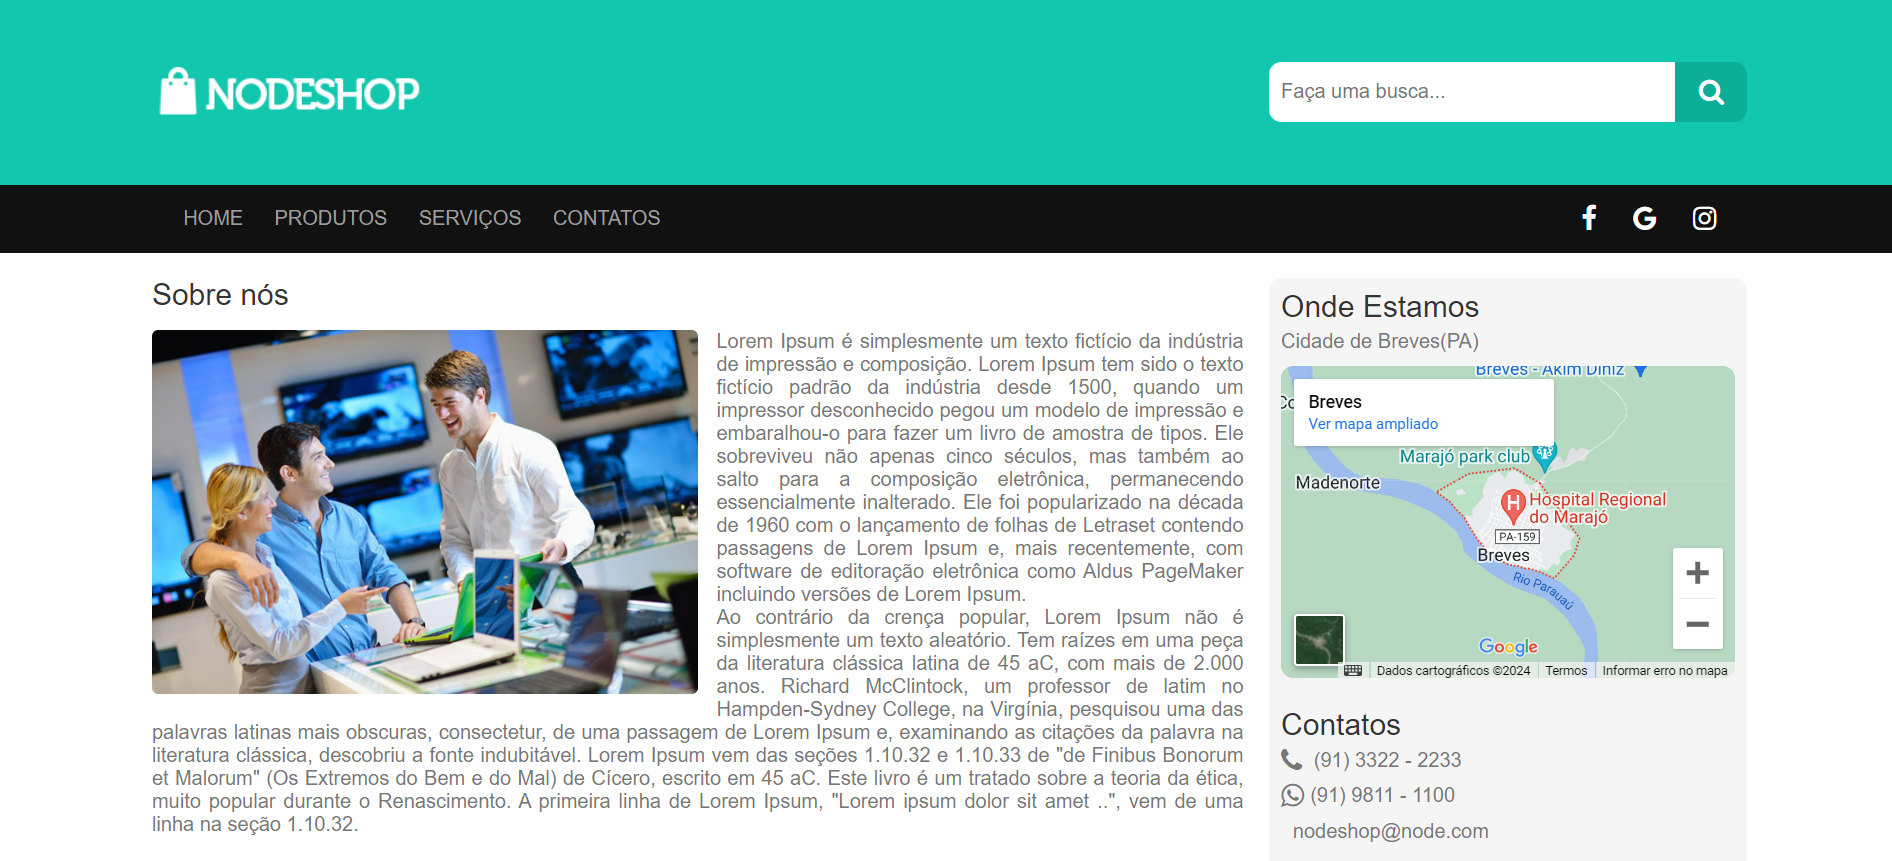 NODESHOP
Faça uma busca...
HOME PRODUTOS SERVIÇOS CONTATOS
Sobre nós
Lorem Ipsum é simplesmente um texto fictício da indústria
de impressão e composição. Lorem Ipsum tem sido o texto
fictício padrão da indústria desde 1500, quando um
impressor desconhecido pegou um modelo de impressão e
embaralhou-o para fazer um livro de amostra de tipos. Ele
sobreviveu não apenas cinco séculos, mas também ao
salto para a composição eletrônica, permanecendo
essencialmente inalterado. Ele foi popularizado na década
de 1960 com o lançamento de folhas de Letraset contendo
passagens de Lorem Ipsum e, mais recentemente, com
software de editoração eletrônica como Aldus PageMaker
incluindo versões de Lorem Ipsum.
Ao contrário da crença popular, Lorem Ipsum não é
simplesmente um texto aleatório. Tem raízes em uma peça
da literatura clássica latina de 45 aC, com mais de 2.000
anos. Richard McClintock, um professor de latim no
Hampden-Sydney College, na Virgínia, pesquisou uma das
palavras latinas mais obscuras, consectetur, de uma passagem de Lorem Ipsum e, examinando as citações da palavra na
literatura clássica, descobriu a fonte indubitável. Lorem Ipsum vem das seções 1.10.32 e 1.10.33 de "de Finibus Bonorum
et Malorum" (Os Extremos do Bem e do Mal) de Cícero, escrito em 45 aC. Este livro é um tratado sobre a teoria da ética,
muito popular durante o Renascimento. A primeira linha de Lorem Ipsum, "Lorem ipsum dolor sit amet ..", vem de uma
linha na seção 1.10.32.
Onde Estamos
Cidade de Breves(PA)
Breves - Akim Diniz
Breves
Ver mapa ampliado
Marajó park club
Madenorte
Hospital Regional
do Marajó
PA-159
Breves
Rio Parauaú
Google
Dados cartográficos ©2024 Termos Informar erro no mapa
Contatos
(91) 3322 - 2233
(91) 9811 - 1100
nodeshop@node.com